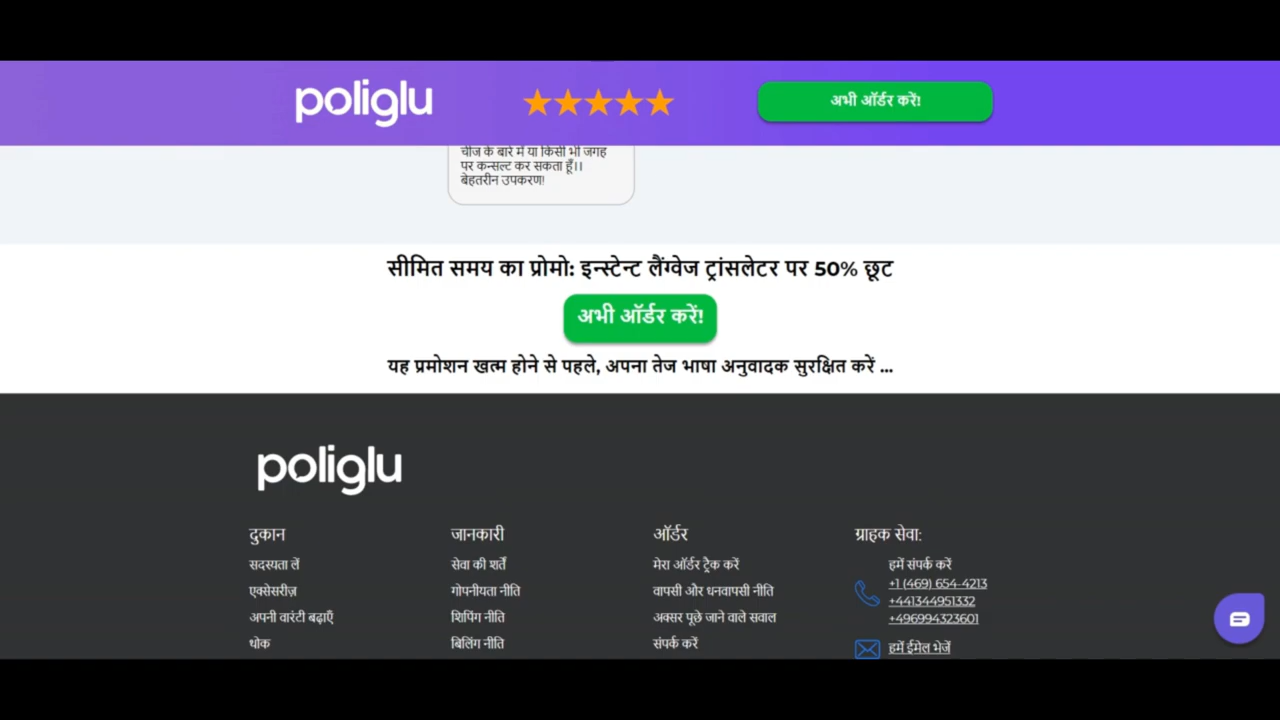 poliglu
अभी ऑर्डर करें!
चीज के बारे में या किसी भी जगह
पर कन्सल्ट कर सकता हूँ।।
बेहतरीन उपकरण!
सीमित समय का प्रोमो: इन्स्टेन्ट लैंग्वेज ट्रांसलेटर पर 50% छूट
अभी ऑर्डर करें!
यह प्रमोशन खत्म होने से पहले, अपना तेज भाषा अनुवादक सुरक्षित करें ...
poliglu
दुकान
सदस्यता लें
एक्सेसरीज़
अपनी वारंटी बढ़ाएँ
थोक
जानकारी
सेवा की शर्तें
गोपनीयता नीति
शिपिंग नीति
बिलिंग नीति
ऑर्डर
मेरा ऑर्डर ट्रैक करें
वापसी और धनवापसी नीति
अक्सर पूछे जाने वाले सवाल
संपर्क करें
ग्राहक सेवा:
हमें संपर्क करें
+1 (469) 654-4213
+441344951332
+496994323601
हमें ईमेल भेजें